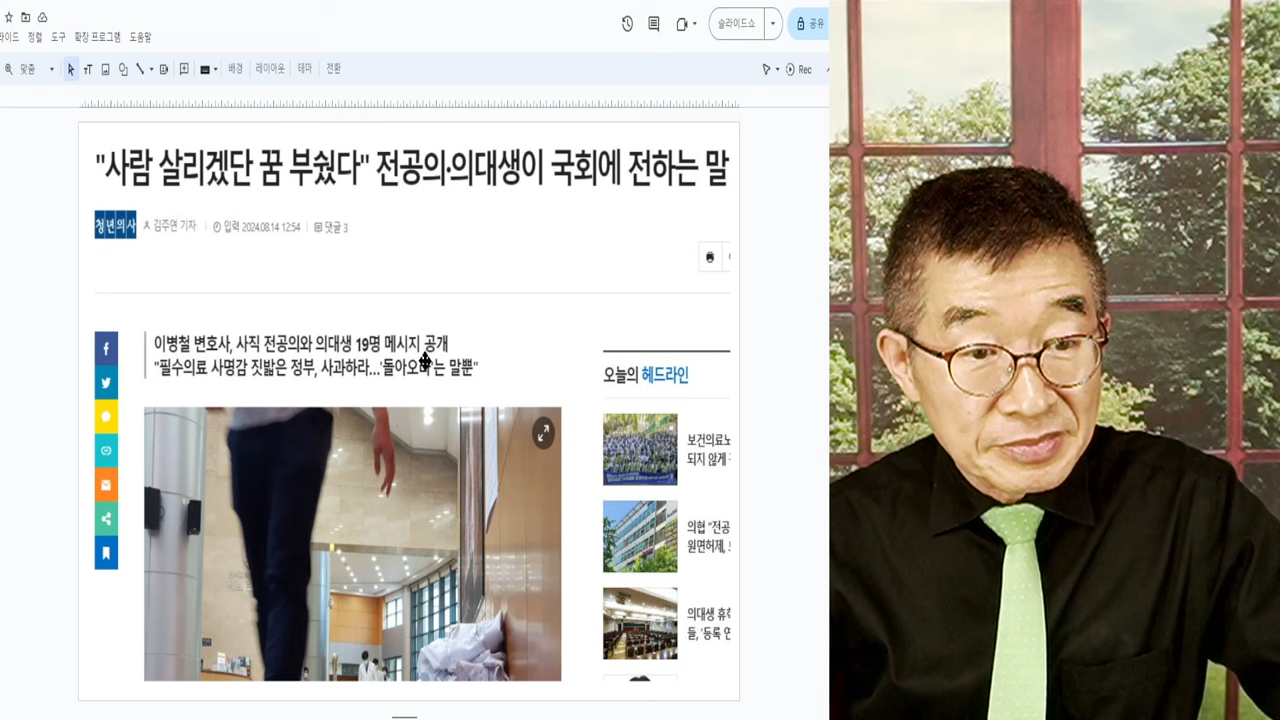 라이드 정렬 도구 확장 프로그램 도움말
슬라이드쇼
공유
맞춤
배경 레이아웃 테마 전환
Rec
"사람 살리겠단 꿈 부쉈다" 전공의·의대생이 국회에 전하는 말
청년의사 김주연 기자 입력 2024.08.14 12:54 댓글 3
이병철 변호사, 사직 전공의와 의대생 19명 메시지 공개
"필수의료 사명감 짓밟은 정부, 사과하라…'돌아오라'는 말뿐"
오늘의 헤드라인
보건의료노
되지 않게
의협 "전공
원면허제,
의대생 휴학
들, '등록